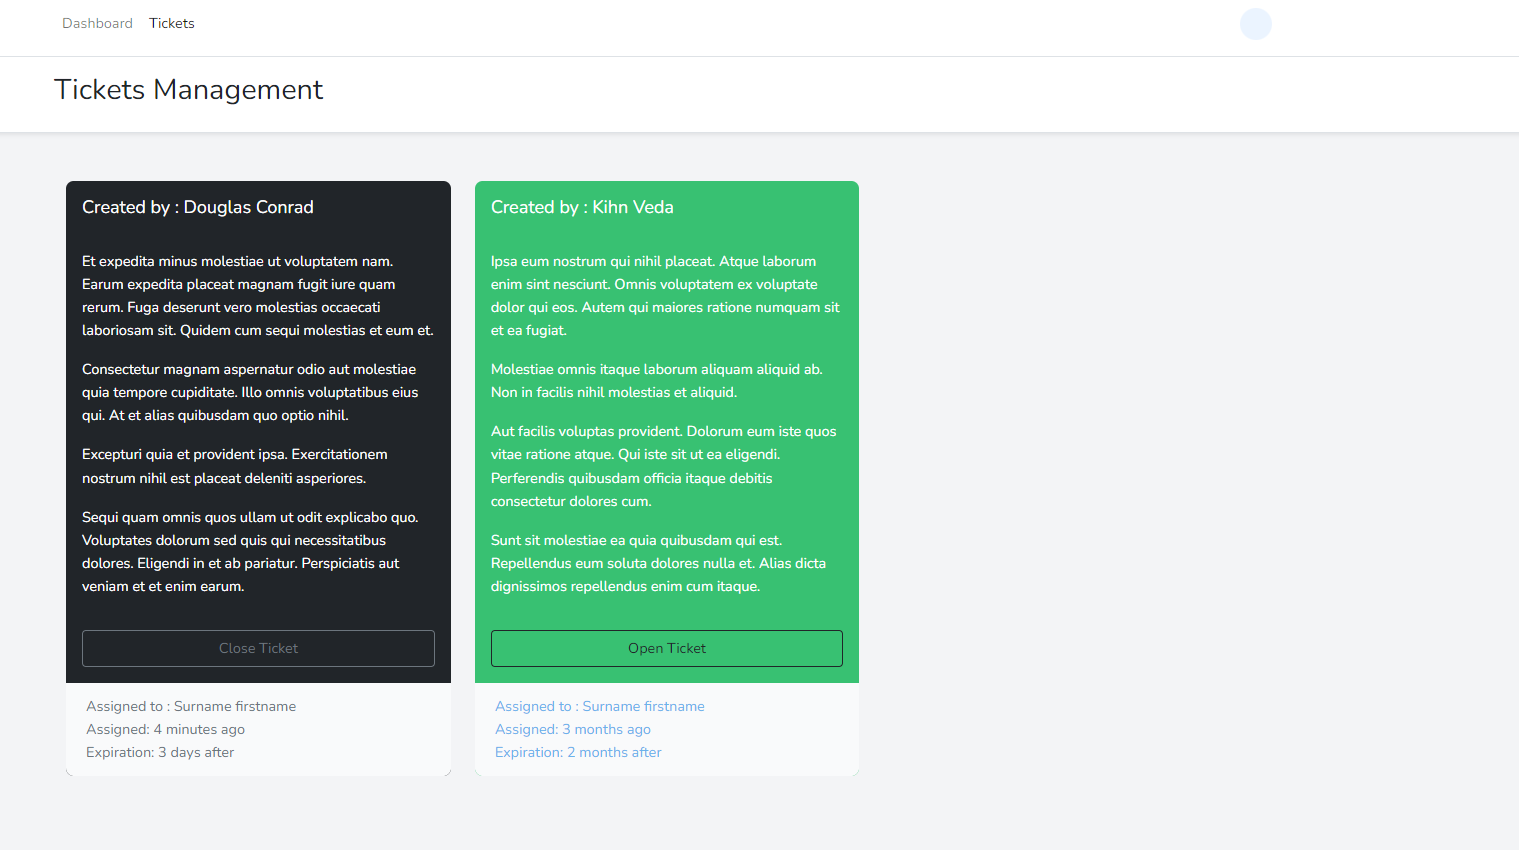 Dashboard Tickets
Tickets Management
Created by : Douglas Conrad
Et expedita minus molestiae ut voluptatem nam.
Earum expedita placeat magnam fugit iure quam
rerum. Fuga deserunt vero molestias occaecati
laboriosam sit. Quidem cum sequi molestias et eum et.
Consectetur magnam aspernatur odio aut molestiae
quia tempore cupiditate. Illo omnis voluptatibus eius
qui. At et alias quibusdam quo optio nihil.
Excepturi quia et provident ipsa. Exercitationem
nostrum nihil est placeat deleniti asperiores.
Sequi quam omnis quos ullam ut odit explicabo quo.
Voluptates dolorum sed quis qui necessitatibus
dolores. Eligendi in et ab pariatur. Perspiciatis aut
veniam et et enim earum.
Close Ticket
Assigned to : Surname firstname
Assigned: 4 minutes ago
Expiration: 3 days after
Created by : Kihn Veda
Ipsa eum nostrum qui nihil placeat. Atque laborum
enim sint nesciunt. Omnis voluptatem ex voluptate
dolor qui eos. Autem qui maiores ratione numquam sit
et ea fugiat.
Molestiae omnis itaque laborum aliquam aliquid ab.
Non in facilis nihil molestias et aliquid.
Aut facilis voluptas provident. Dolorum eum iste quos
vitae ratione atque. Qui iste sit ut ea eligendi.
Perferendis quibusdam officia itaque debitis
consectetur dolores cum.
Sunt sit molestiae ea quia quibusdam qui est.
Repellendus eum soluta dolores nulla et. Alias dicta
dignissimos repellendus enim cum itaque.
Open Ticket
Assigned to : Surname firstname
Assigned: 3 months ago
Expiration: 2 months after